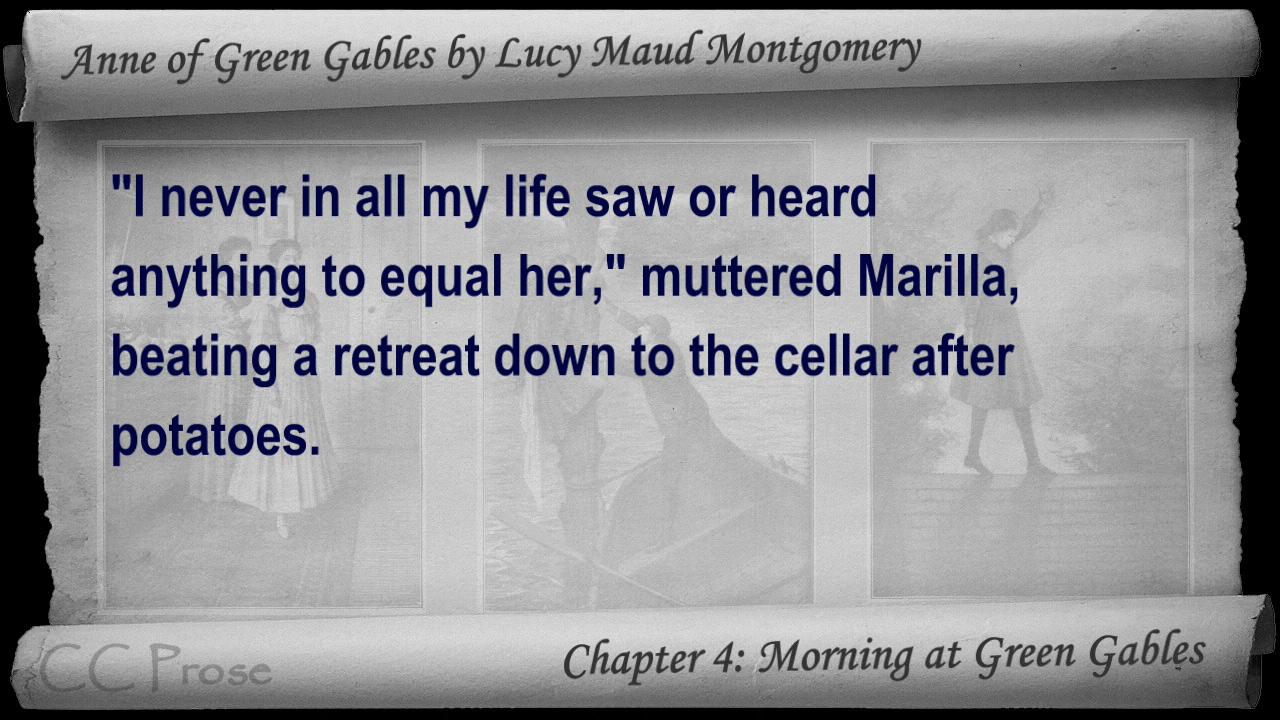 Anne of Green Gables by Lucy Maud Montgomery
"I never in all my life saw or heard
anything to equal her," muttered Marilla,
beating a retreat down to the cellar after
potatoes.
CC Prose
Chapter 4: Morning at Green Gables